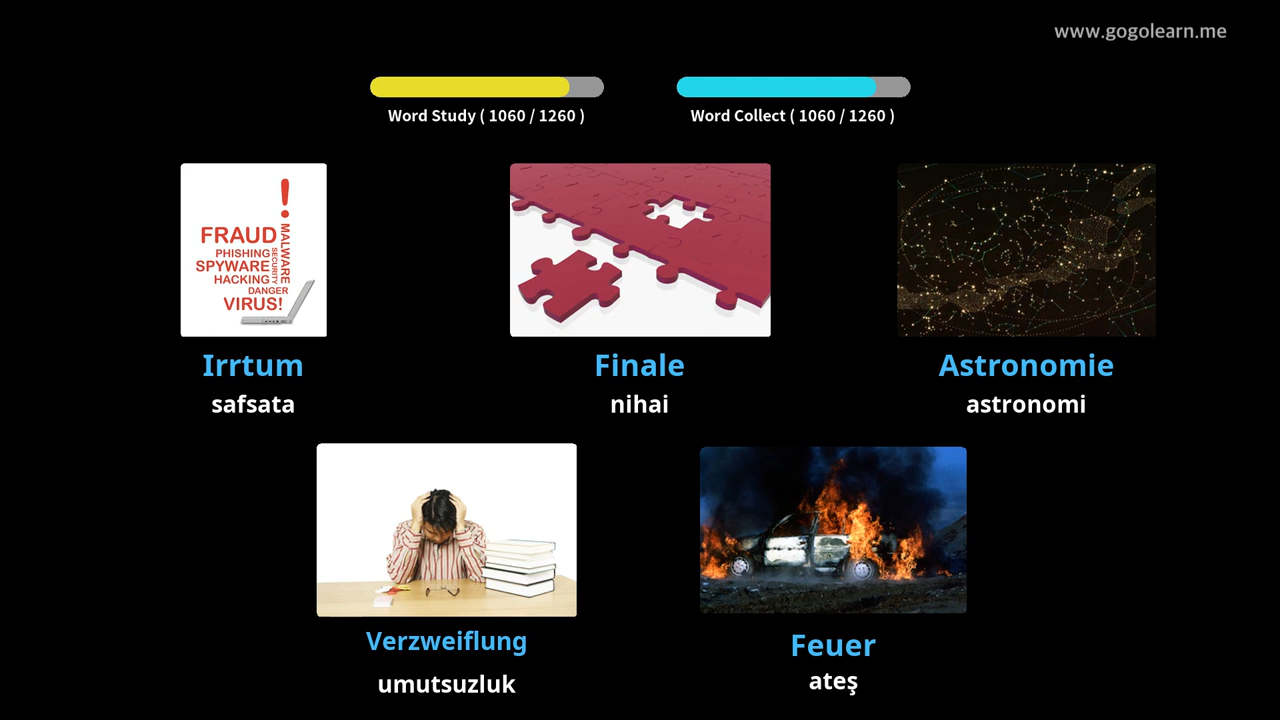 www.gogolearn.me
Word Study ( 1060 / 1260 )
Word Collect ( 1060 / 1260 )
!
FRAUD
MALWARE
SECURITY
PHISHING
SPYWARE
HACKING
DANGER
VIRUS!
Irrtum
safsata
Finale
nihai
Astronomie
astronomi
Verzweiflung
umutsuzluk
Feuer
ateş